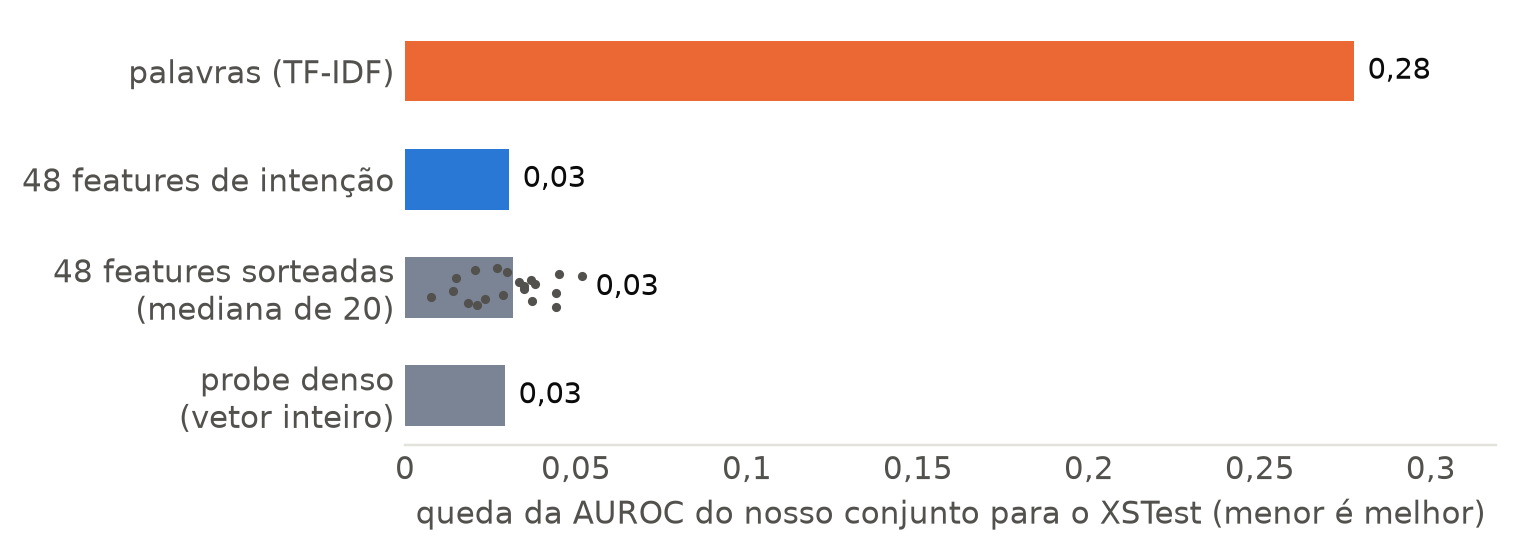 palavras (TF-IDF)
0,28
48 features de intenção
0,03
48 features sorteadas
(mediana de 20)
0,03
probe denso
(vetor inteiro)
0,03
0 0,05 0,1 0,15 0,2 0,25 0,3
queda da AUROC do nosso conjunto para o XSTest (menor é melhor)